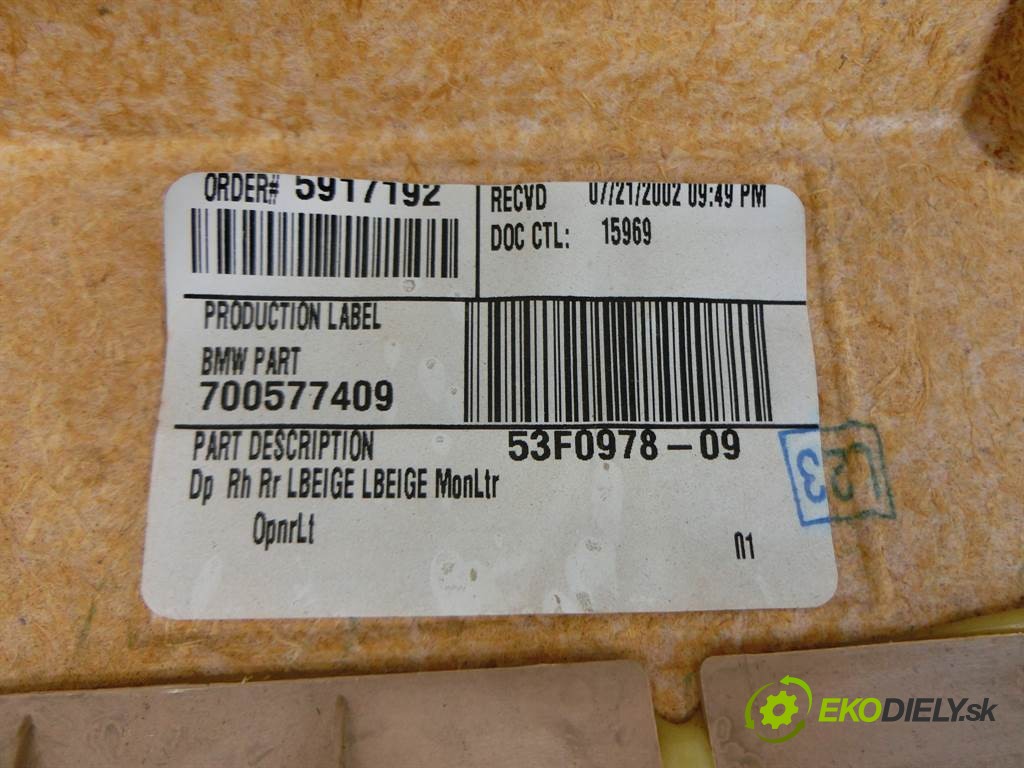 ORDER# 5917192
RECVD 07/21/2002 09:49 PM
DOC CTL: 15969
PRODUCTION LABEL
BMW PART
700577409
PART DESCRIPTION 53F0978-09
Dp Rh Rr LBEIGE LBEIGE MonLtr
OpnrLt
01
L23
EKODIELY.sk